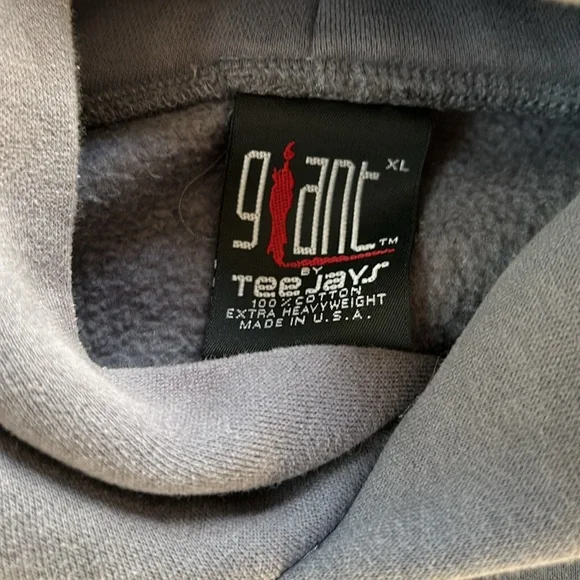 giant XL ™
BY
TEE JAYS
100% COTTON
EXTRA HEAVYWEIGHT
MADE IN U.S.A.